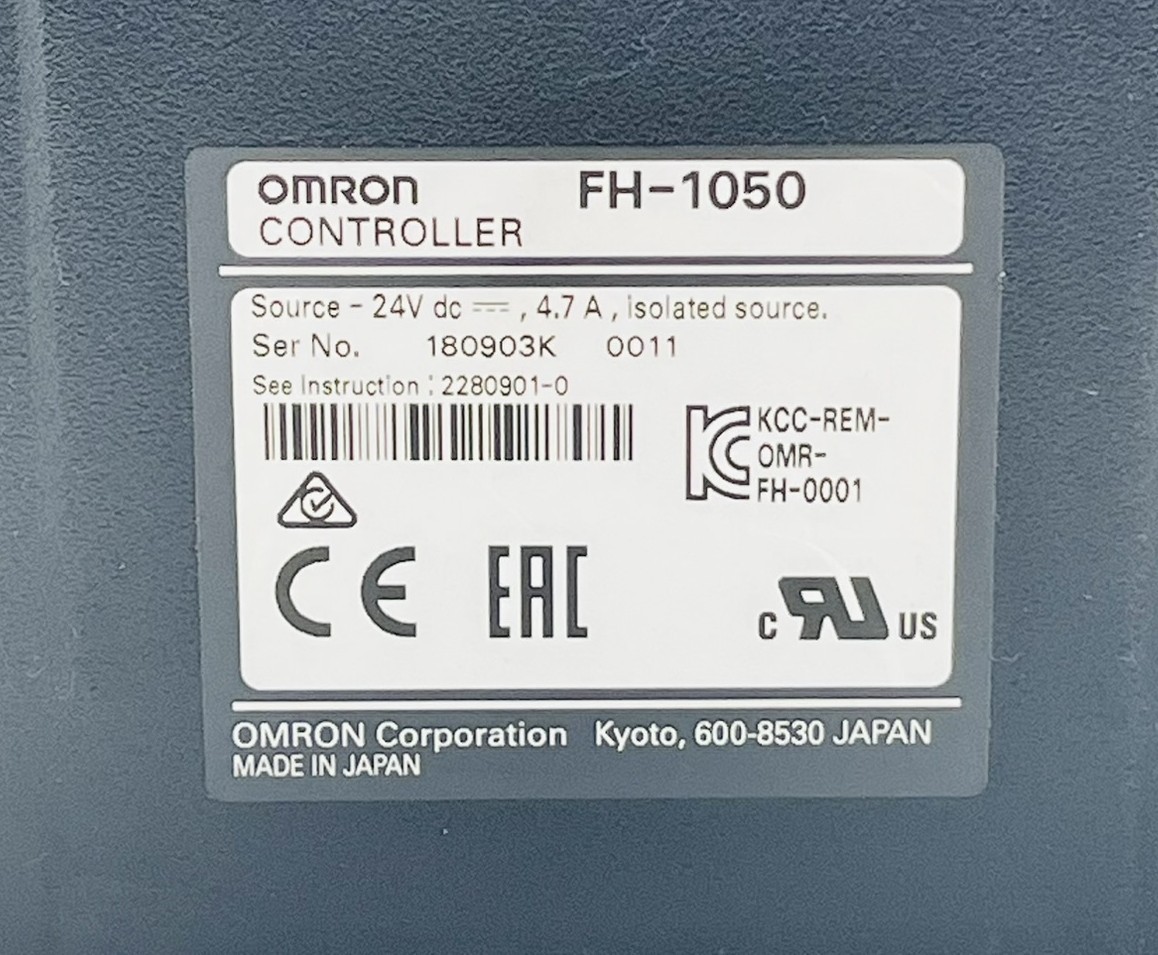 OMRON FH-1050
CONTROLLER
Source - 24V dc ⎓, 4.7 A, isolated source.
Ser No. 180903K 0011
See Instruction : 2280901-0
KCC-REM-
OMR-
FH-0001
CE EAC c RU US
OMRON Corporation Kyoto, 600-8530 JAPAN
MADE IN JAPAN